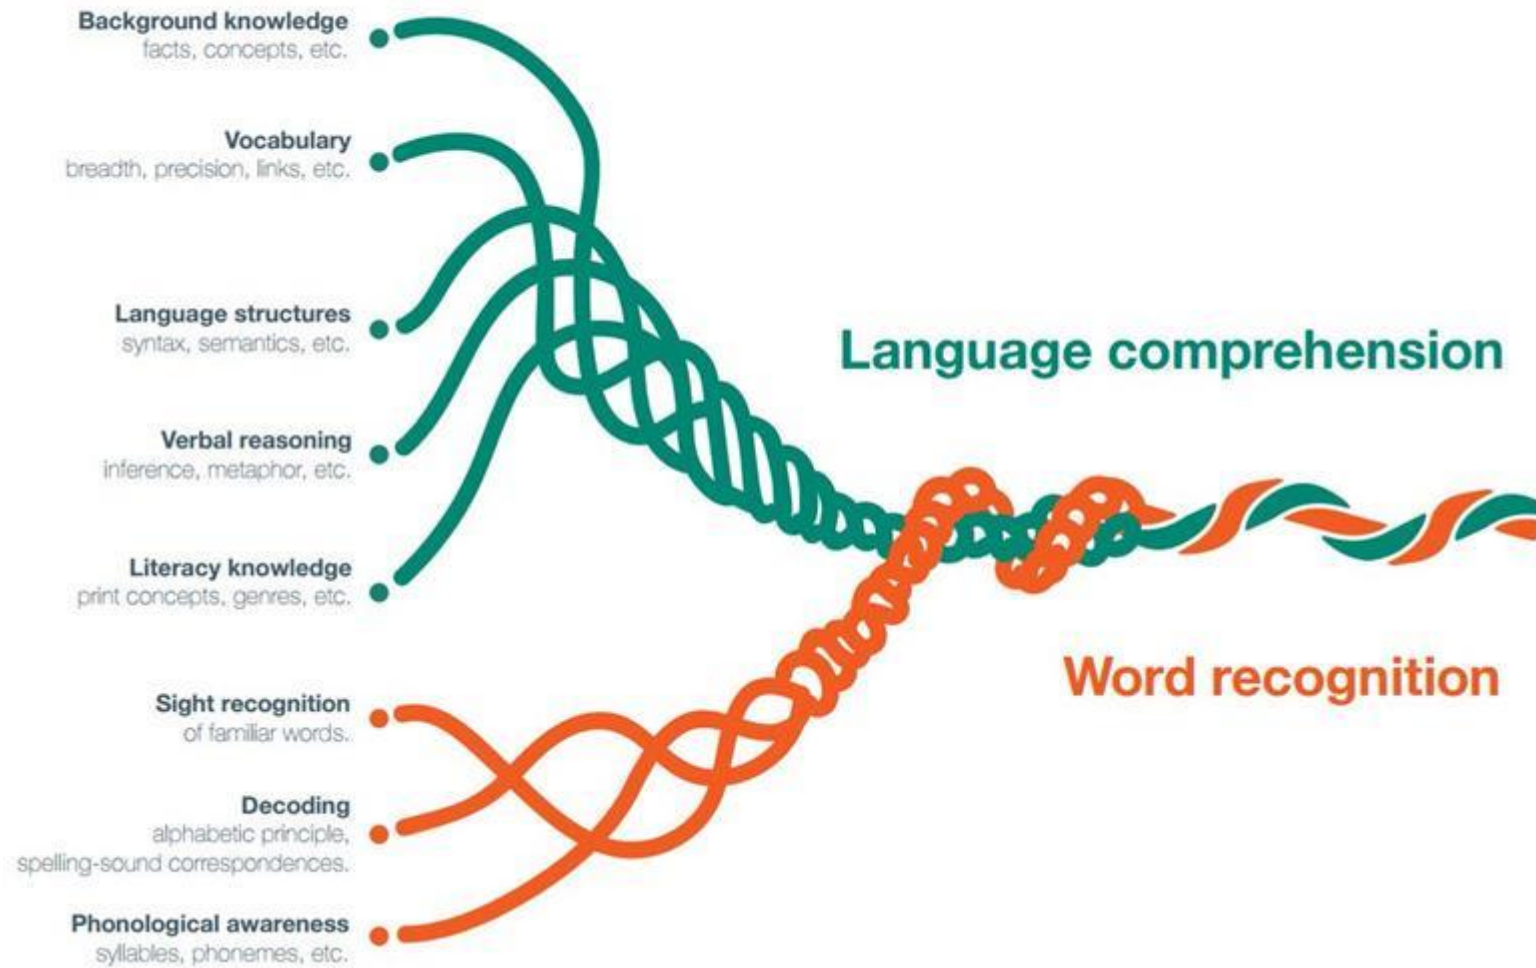 Background knowledge
facts, concepts, etc.
Vocabulary
breadth, precision, links, etc.
Language structures
syntax, semantics, etc.
Verbal reasoning
inference, metaphor, etc.
Literacy knowledge
print concepts, genres, etc.
Language comprehension
Word recognition
Sight recognition
of familiar words.
Decoding
alphabetic principle,
spelling-sound correspondences.
Phonological awareness
syllables, phonemes, etc.